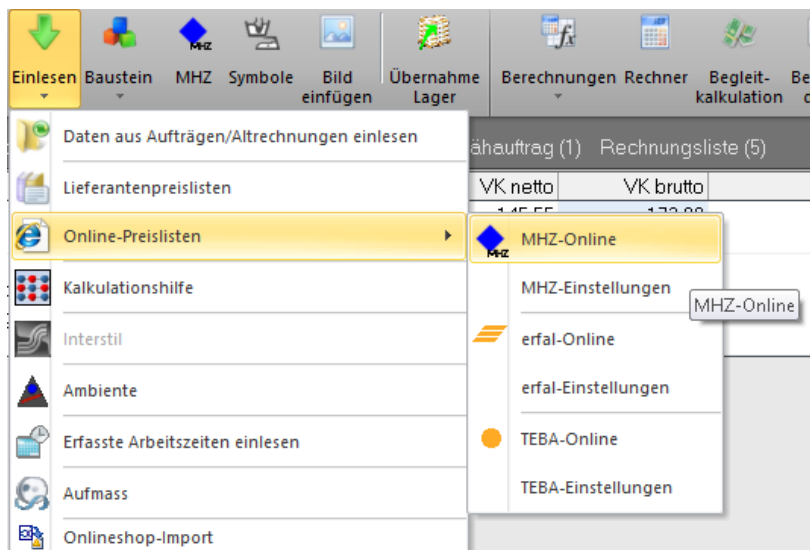 Einlesen Baustein MHZ Symbole Bild einfügen Übernahme Lager Berechnungen Rechner Begleit- kalkulation
MHZ
Daten aus Aufträgen/Altrechnungen einlesen
ähauftrag (1) Rechnungsliste (5)
Lieferantenpreislisten
VK netto VK brutto
Online-Preislisten
MHZ
MHZ-Online
Kalkulationshilfe
MHZ-Einstellungen
MHZ-Online
Interstil
erfal-Online
Ambiente
erfal-Einstellungen
Erfasste Arbeitszeiten einlesen
TEBA-Online
Aufmass
TEBA-Einstellungen
Onlineshop-Import